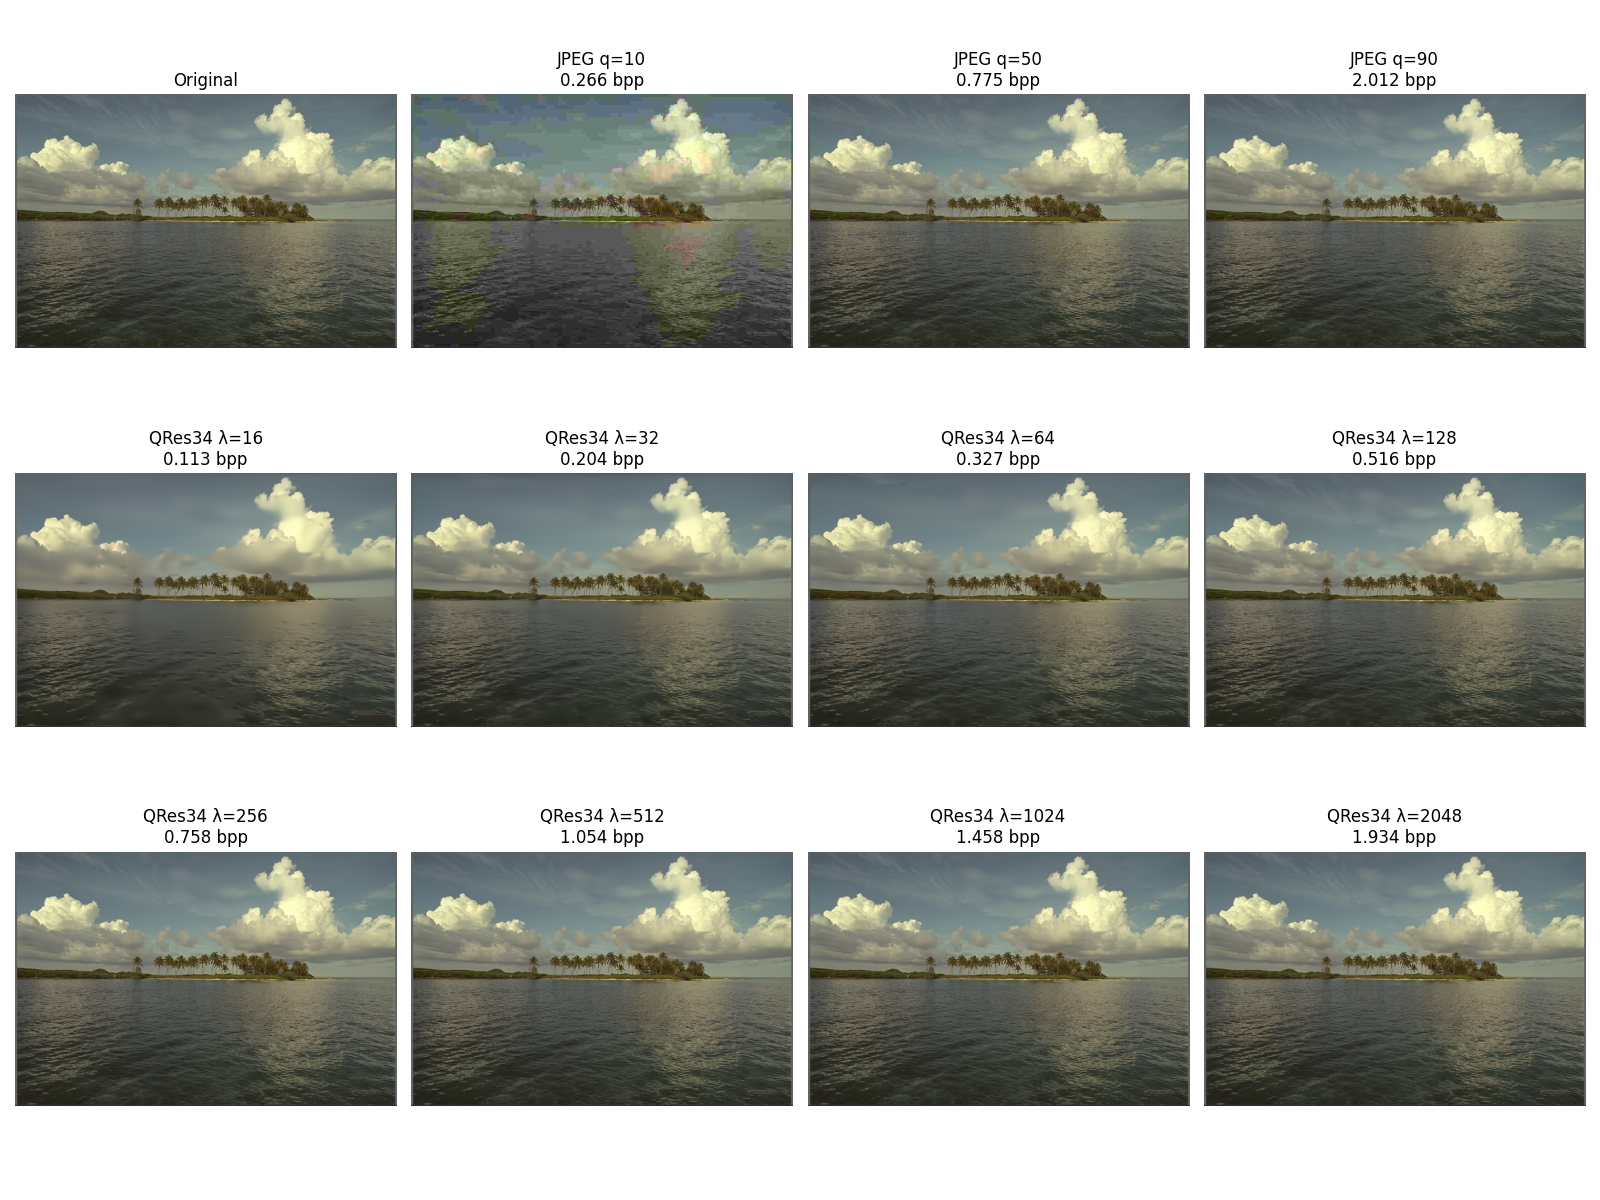 Original
JPEG q=10
0.266 bpp
JPEG q=50
0.775 bpp
JPEG q=90
2.012 bpp
QRes34 λ=16
0.113 bpp
QRes34 λ=32
0.204 bpp
QRes34 λ=64
0.327 bpp
QRes34 λ=128
0.516 bpp
QRes34 λ=256
0.758 bpp
QRes34 λ=512
1.054 bpp
QRes34 λ=1024
1.458 bpp
QRes34 λ=2048
1.934 bpp